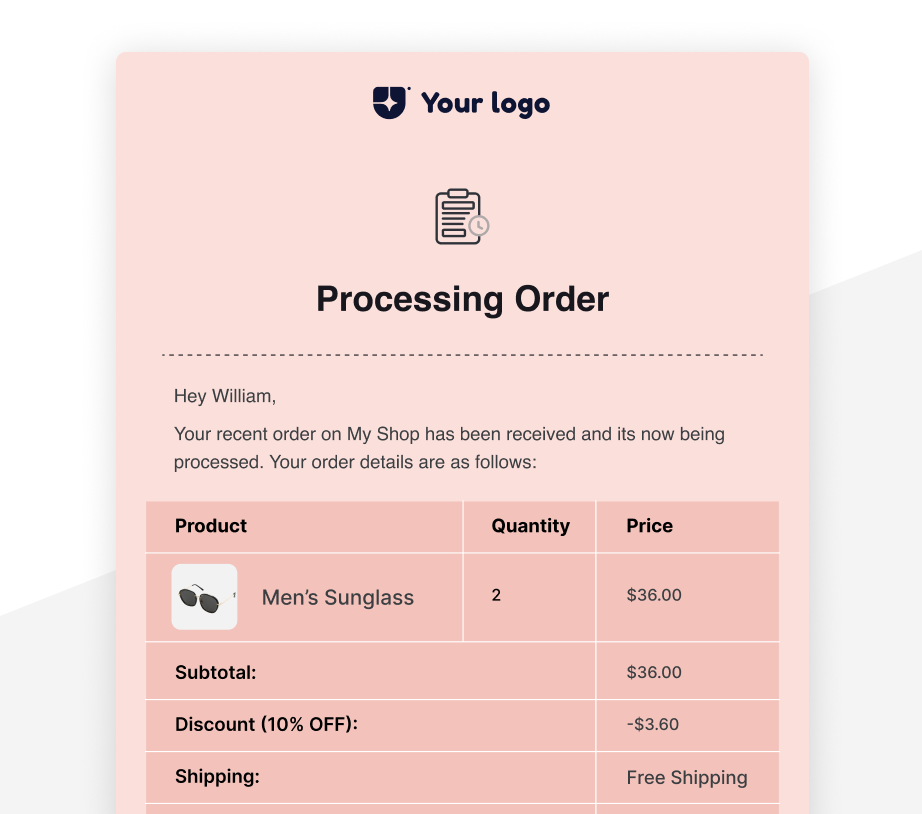 Your logo
Processing Order
Hey William,
Your recent order on My Shop has been received and its now being
processed. Your order details are as follows:
Product Quantity Price
Men’s Sunglass 2 $36.00
Subtotal: $36.00
Discount (10% OFF): -$3.60
Shipping: Free Shipping